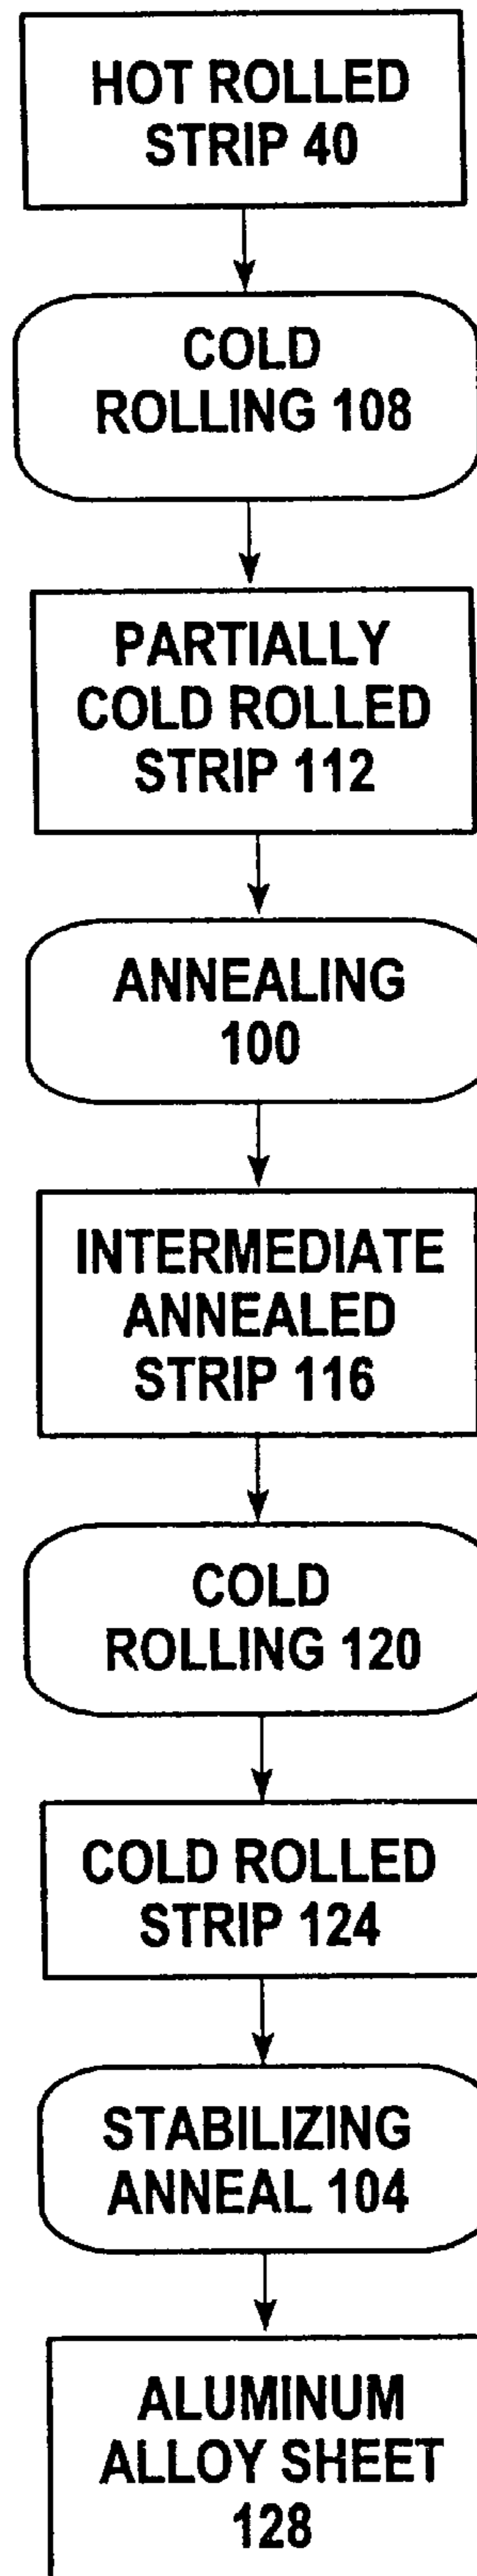 HOT ROLLED
STRIP 40
COLD
ROLLING 108
PARTIALLY
COLD ROLLED
STRIP 112
ANNEALING
100
INTERMEDIATE
ANNEALED
STRIP 116
COLD
ROLLING 120
COLD ROLLED
STRIP 124
STABILIZING
ANNEAL 104
ALUMINUM
ALLOY SHEET
128